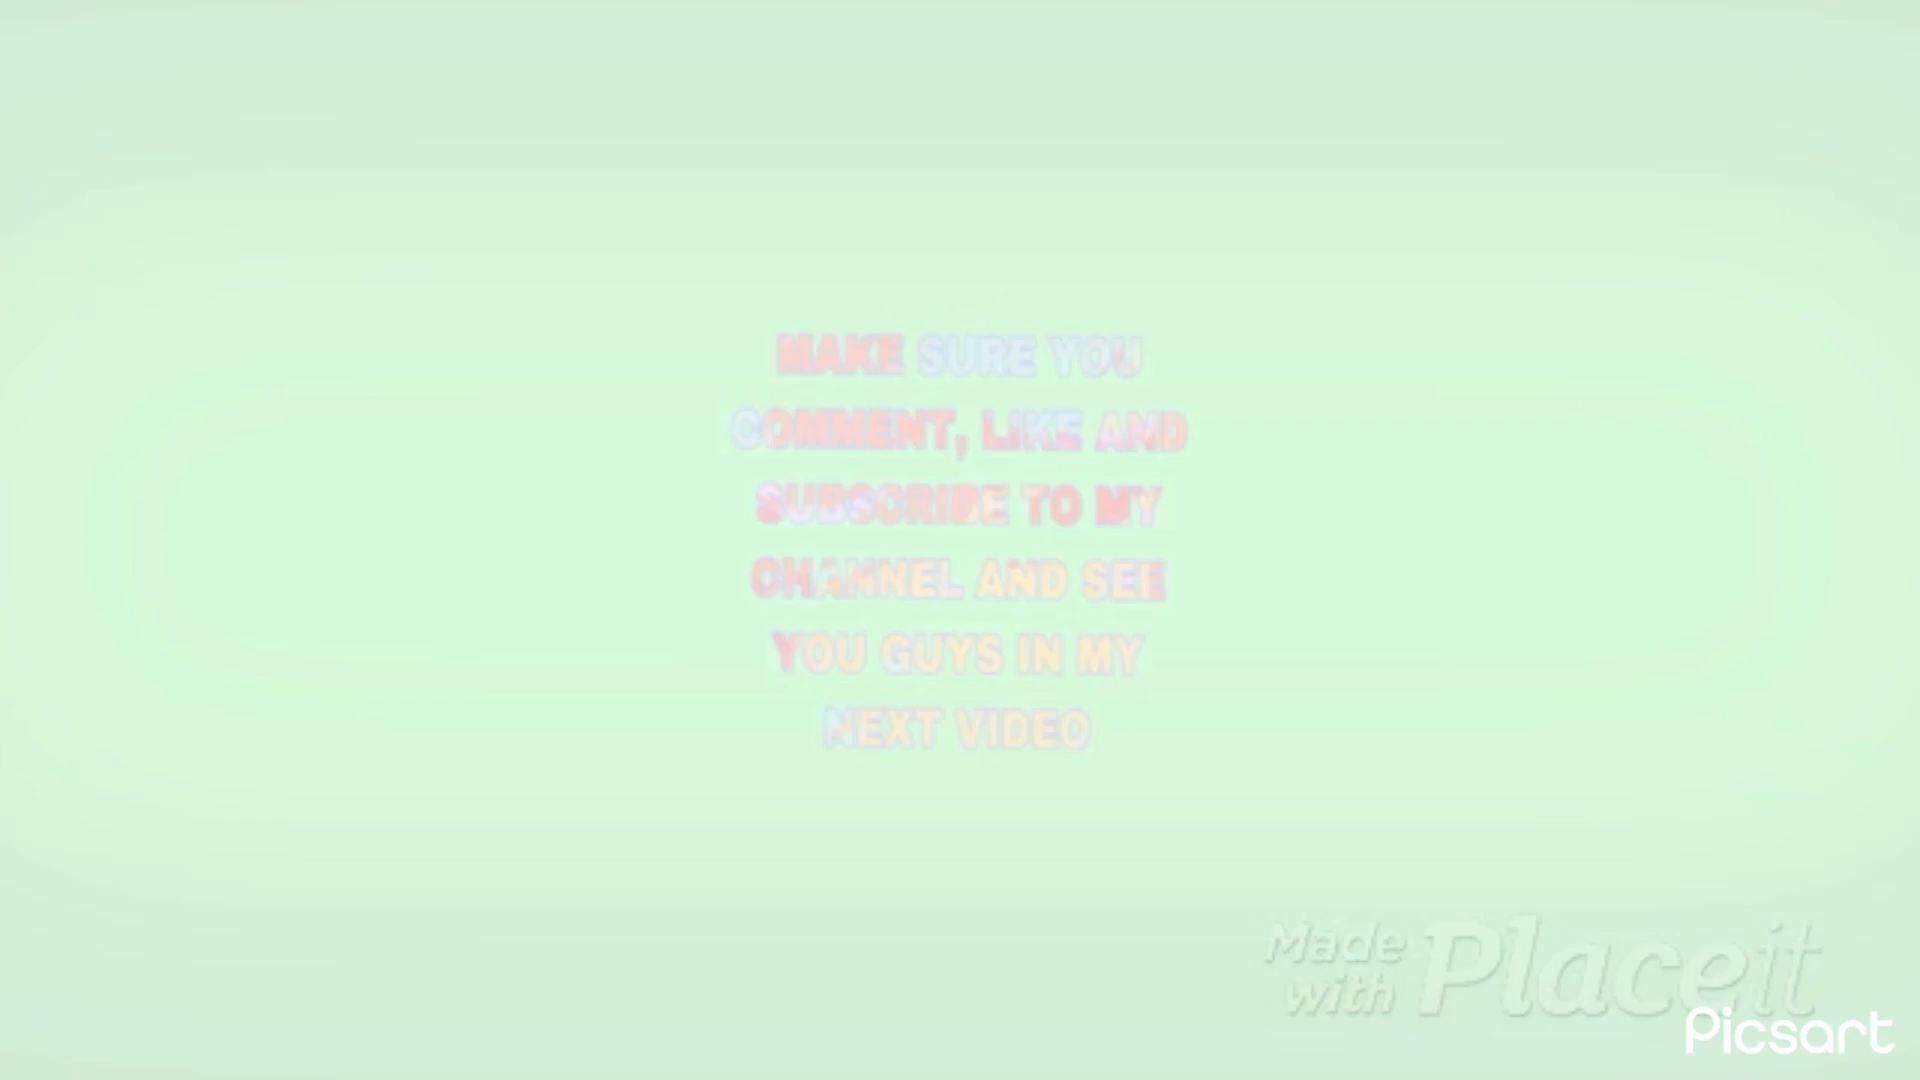 MAKE SURE YOU
COMMENT, LIKE AND
SUBSCRIBE TO MY
CHANNEL AND SEE
YOU GUYS IN MY
NEXT VIDEO
Made with Placeit
Picsart